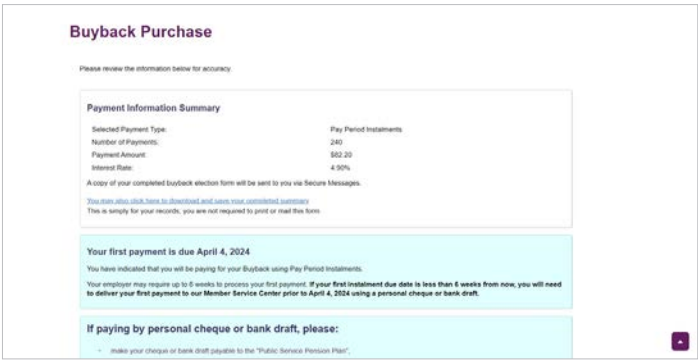 Buyback Purchase
Please review the information below for accuracy.
Payment Information Summary
Selected Payment Type: Pay Period Instalments
Number of Payments: 240
Payment Amount: $82.20
Interest Rate: 4.90%
A copy of your completed buyback election form will be sent to you via Secure Messages.
You may also click here to download and save your completed summary
This is simply for your records, you are not required to print or mail this form
Your first payment is due April 4, 2024
You have indicated that you will be paying for your Buyback using Pay Period Instalments.
Your employer may require up to 6 weeks to process your first payment. If your first instalment due date is less than 6 weeks from now, you will need
to deliver your first payment to our Member Service Center prior to April 4, 2024 using a personal cheque or bank draft.
If paying by personal cheque or bank draft, please:
- make your cheque or bank draft payable to the "Public Service Pension Plan",